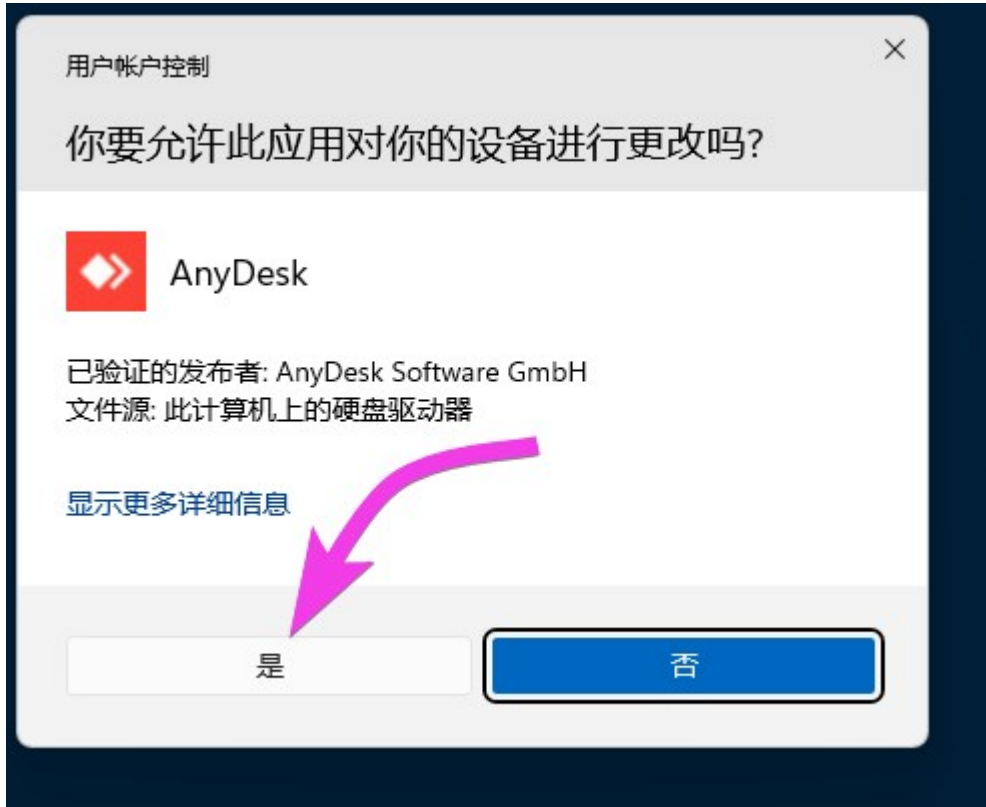 用户帐户控制
你要允许此应用对你的设备进行更改吗?
AnyDesk
已验证的发布者: AnyDesk Software GmbH
文件源: 此计算机上的硬盘驱动器
显示更多详细信息
是
否